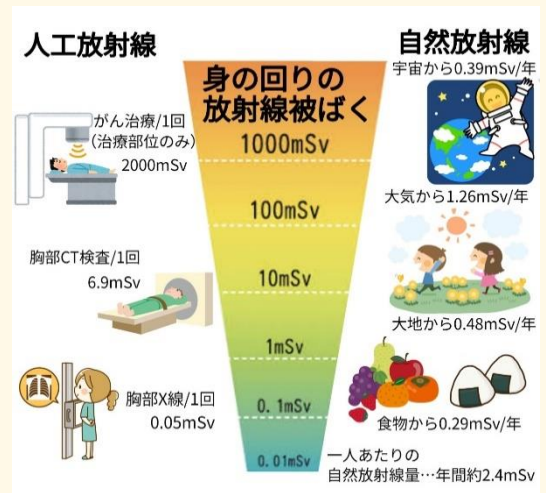 人工放射線
がん治療/1回
（治療部位のみ）
2000mSv
胸部CT検査/1回
6.9mSv
胸部X線/1回
0.05mSv
身の回りの
放射線被ばく
1000mSv
100mSv
10mSv
1mSv
0.1mSv
0.01mSv
自然放射線
宇宙から0.39mSv/年
大気から1.26mSv/年
大地から0.48mSv/年
食物から0.29mSv/年
一人あたりの
自然放射線量…年間約2.4mSv